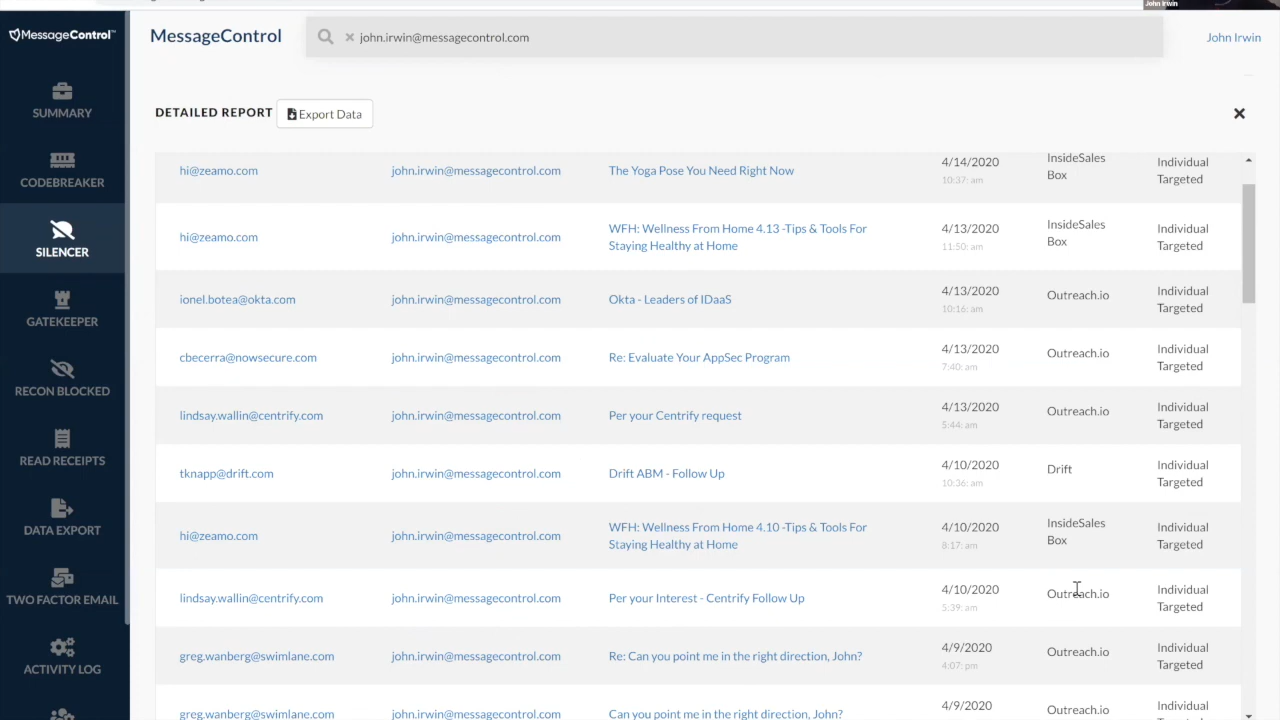 John Irwin
MessageControl™
MessageControl
john.irwin@messagecontrol.com
John Irwin
SUMMARY
CODEBREAKER
SILENCER
GATEKEEPER
RECON BLOCKED
READ RECEIPTS
DATA EXPORT
TWO FACTOR EMAIL
ACTIVITY LOG
DETAILED REPORT
Export Data
hi@zeamo.com john.irwin@messagecontrol.com The Yoga Pose You Need Right Now 4/14/2020 InsideSales Individual
10:37: am Box Targeted
hi@zeamo.com john.irwin@messagecontrol.com WFH: Wellness From Home 4.13 -Tips & Tools For 4/13/2020 InsideSales Individual
Staying Healthy at Home 11:50: am Box Targeted
ionel.botea@okta.com john.irwin@messagecontrol.com Okta - Leaders of IDaaS 4/13/2020 Outreach.io Individual
10:16: am Targeted
cbecerra@nowsecure.com john.irwin@messagecontrol.com Re: Evaluate Your AppSec Program 4/13/2020 Outreach.io Individual
7:40: am Targeted
lindsay.wallin@centrify.com john.irwin@messagecontrol.com Per your Centrify request 4/13/2020 Outreach.io Individual
5:44: am Targeted
tknapp@drift.com john.irwin@messagecontrol.com Drift ABM - Follow Up 4/10/2020 Drift Individual
10:36: am Targeted
hi@zeamo.com john.irwin@messagecontrol.com WFH: Wellness From Home 4.10 -Tips & Tools For 4/10/2020 InsideSales Individual
Staying Healthy at Home 8:17: am Box Targeted
lindsay.wallin@centrify.com john.irwin@messagecontrol.com Per your Interest - Centrify Follow Up 4/10/2020 Outreach.io Individual
5:39: am Targeted
greg.wanberg@swimlane.com john.irwin@messagecontrol.com Re: Can you point me in the right direction, John? 4/9/2020 Outreach.io Individual
4:07: pm Targeted
greg.wanberg@swimlane.com john.irwin@messagecontrol.com Can you point me in the right direction, John? 4/9/2020 Outreach.io Individual